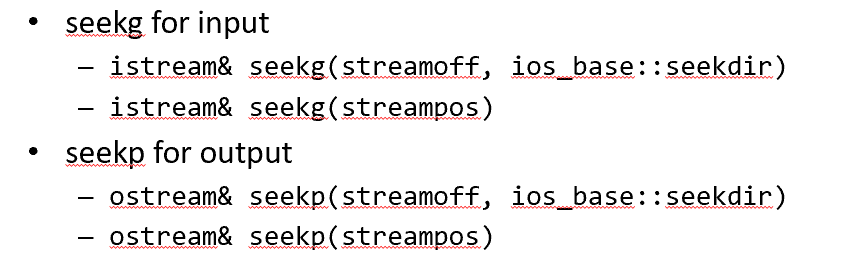 • seekg for input
– istream& seekg(streamoff, ios_base::seekdir)
– istream& seekg(streampos)
• seekp for output
– ostream& seekp(streamoff, ios_base::seekdir)
– ostream& seekp(streampos)